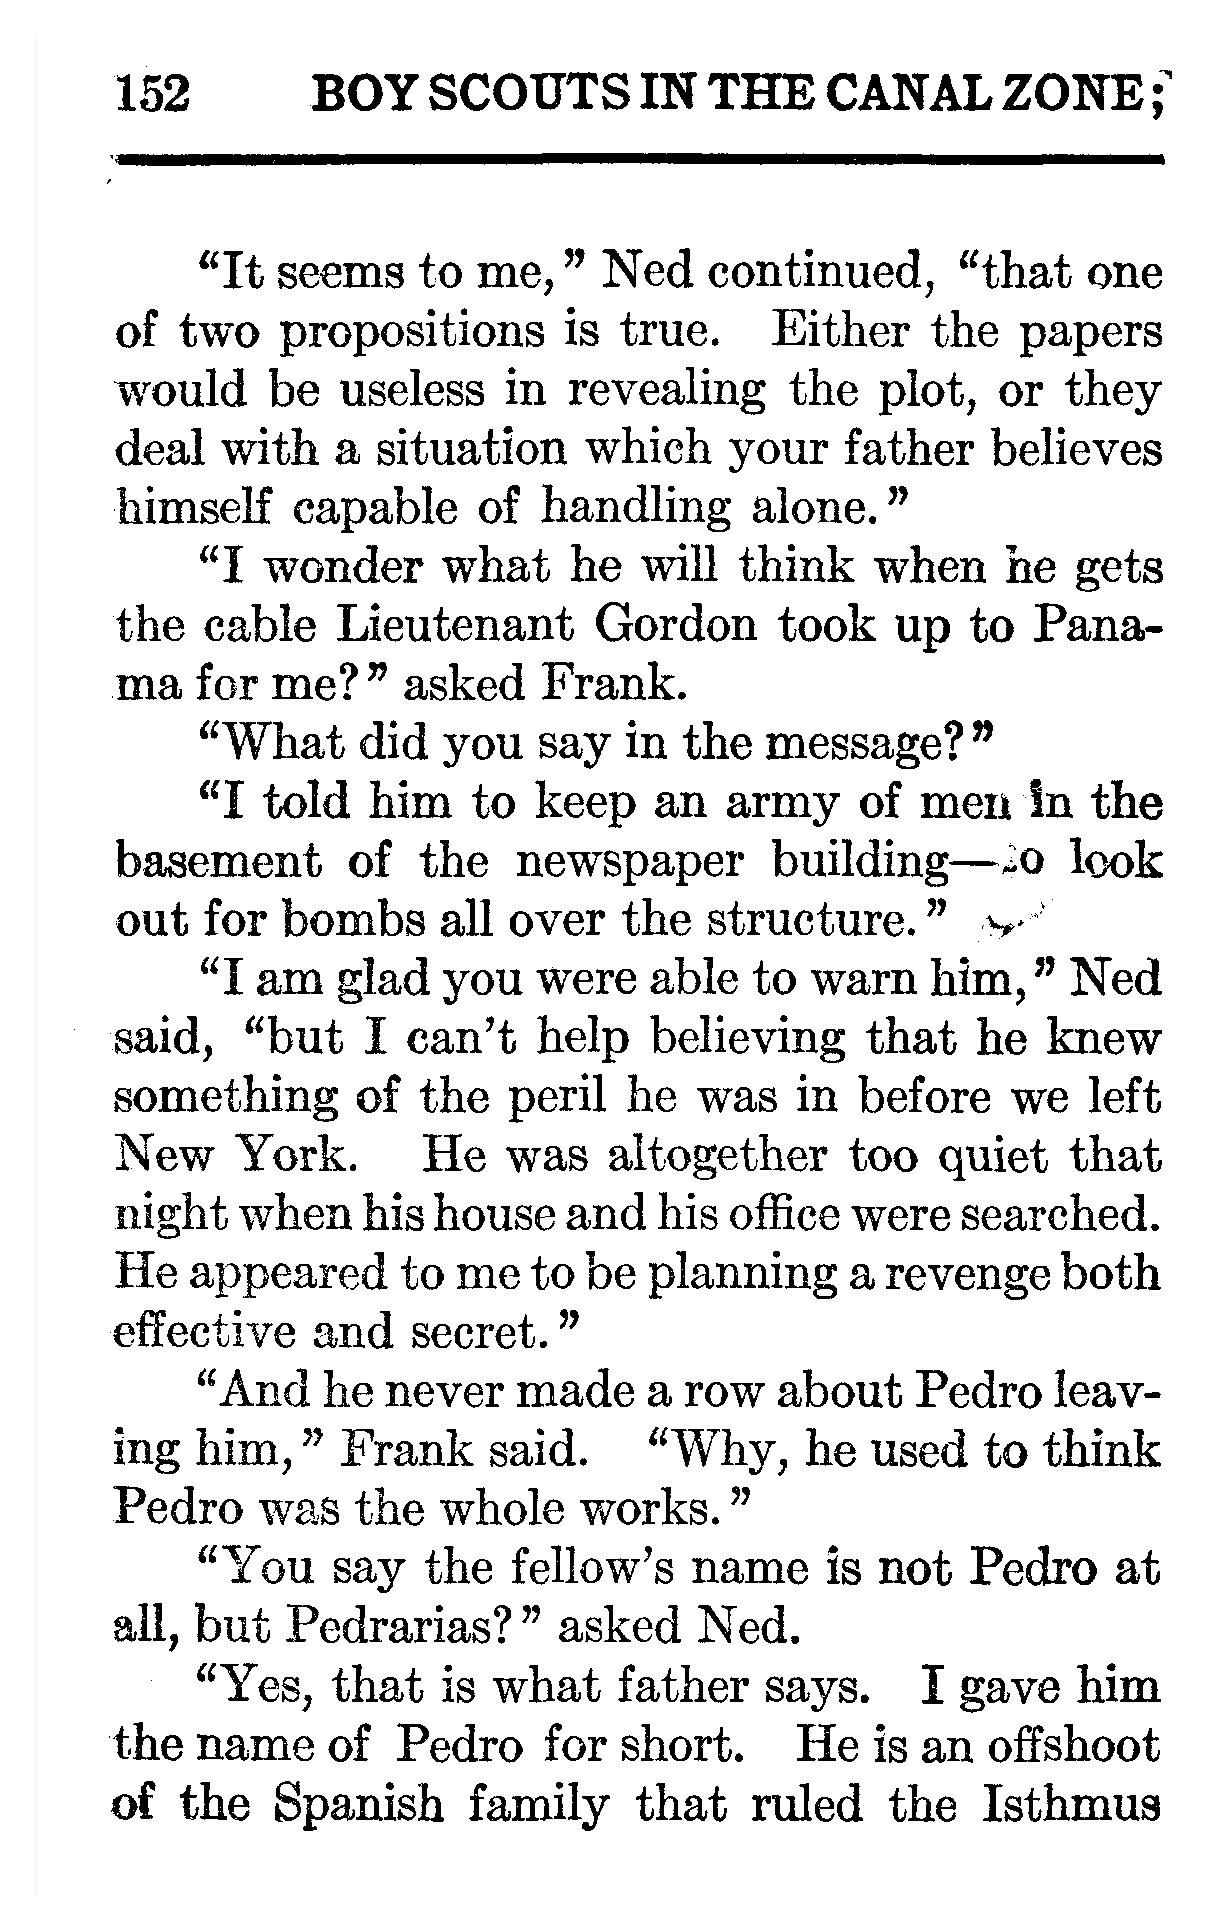 152 BOY SCOUTS IN THE CANAL ZONE;
"It seems to me," Ned continued, "that one
of two propositions is true. Either the papers
would be useless in revealing the plot, or they
deal with a situation which your father believes
himself capable of handling alone."
"I wonder what he will think when he gets
the cable Lieutenant Gordon took up to Pana-
ma for me?" asked Frank.
"What did you say in the message?"
"I told him to keep an army of men in the
basement of the newspaper building—to look
out for bombs all over the structure."
"I am glad you were able to warn him," Ned
said, "but I can't help believing that he knew
something of the peril he was in before we left
New York. He was altogether too quiet that
night when his house and his office were searched.
He appeared to me to be planning a revenge both
effective and secret."
"And he never made a row about Pedro leav-
ing him," Frank said. "Why, he used to think
Pedro was the whole works."
"You say the fellow's name is not Pedro at
all, but Pedrarias?" asked Ned.
"Yes, that is what father says. I gave him
the name of Pedro for short. He is an offshoot
of the Spanish family that ruled the Isthmus